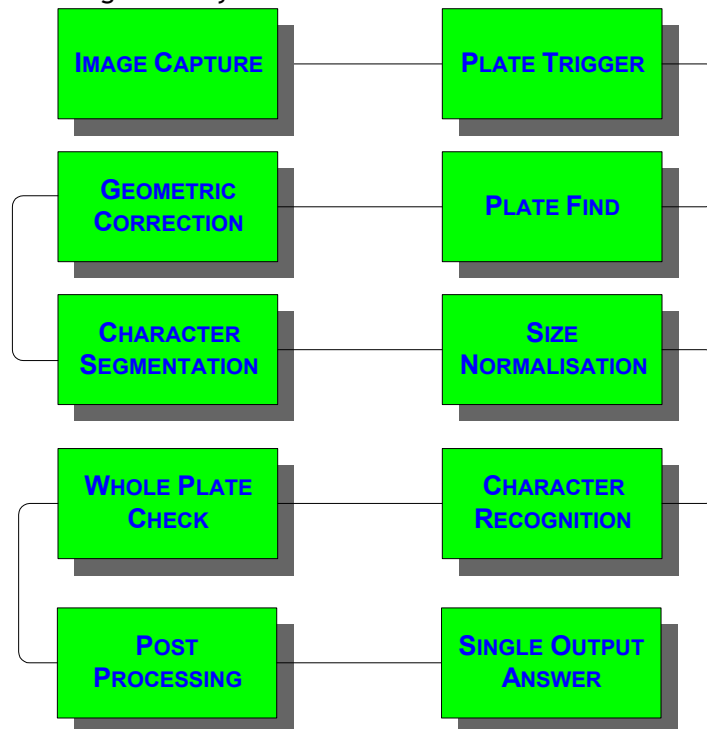 IMAGE CAPTURE
PLATE TRIGGER
GEOMETRIC
CORRECTION
PLATE FIND
CHARACTER
SEGMENTATION
SIZE
NORMALISATION
WHOLE PLATE
CHECK
CHARACTER
RECOGNITION
POST
PROCESSING
SINGLE OUTPUT
ANSWER